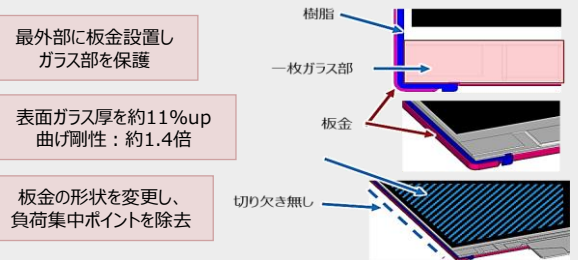 最外部に板金設置し
ガラス部を保護
表面ガラス厚を約11%up
曲げ剛性：約1.4倍
板金の形状を変更し、
負荷集中ポイントを除去
樹脂
一枚ガラス部
板金
切り欠き無し